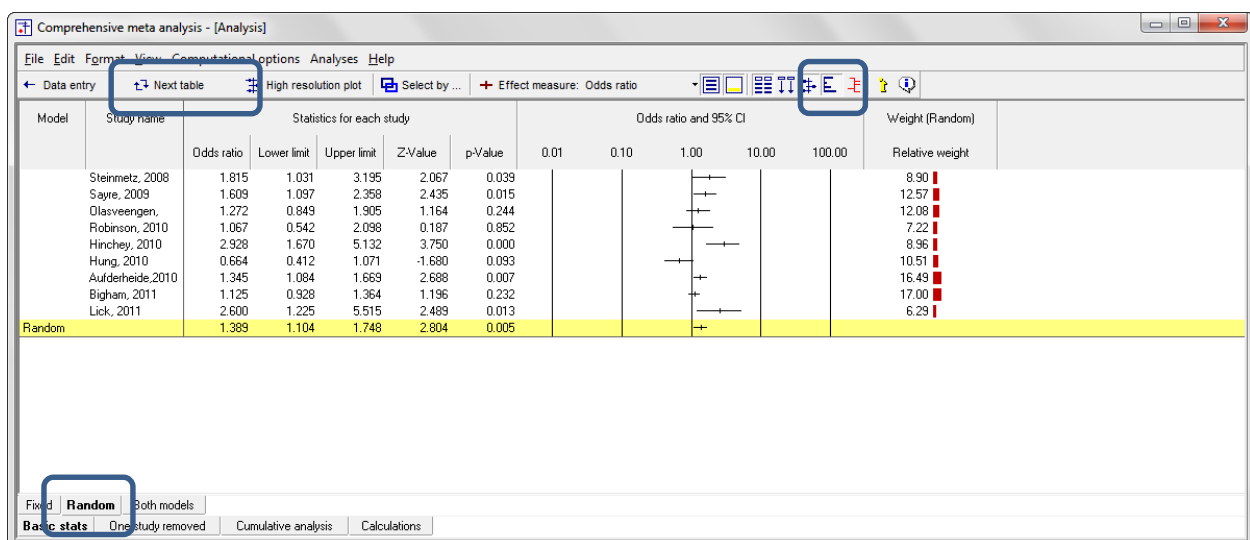 Comprehensive meta analysis - [Analysis]
File Edit Format View Computational options Analyses Help
← Data entry Next table High resolution plot Select by ... + Effect measure: Odds ratio
Model Study name Statistics for each study Odds ratio and 95% CI Weight (Random)
Odds ratio Lower limit Upper limit Z-Value p-Value 0.01 0.10 1.00 10.00 100.00 Relative weight
Steinmetz, 2008 1.815 1.031 3.195 2.067 0.039 8.90
Sayre, 2009 1.609 1.097 2.358 2.435 0.015 12.57
Olasveengen, 1.272 0.849 1.905 1.164 0.244 12.08
Robinson, 2010 1.067 0.542 2.098 0.187 0.852 7.22
Hinchey, 2010 2.928 1.670 5.132 3.750 0.000 8.96
Hung, 2010 0.664 0.412 1.071 -1.680 0.093 10.51
Aufderheide,2010 1.345 1.084 1.669 2.688 0.007 16.49
Bigham, 2011 1.125 0.928 1.364 1.196 0.232 17.00
Lick, 2011 2.600 1.225 5.515 2.489 0.013 6.29
Random 1.389 1.104 1.748 2.804 0.005
Fixed Random Both models
Basic stats One study removed Cumulative analysis Calculations